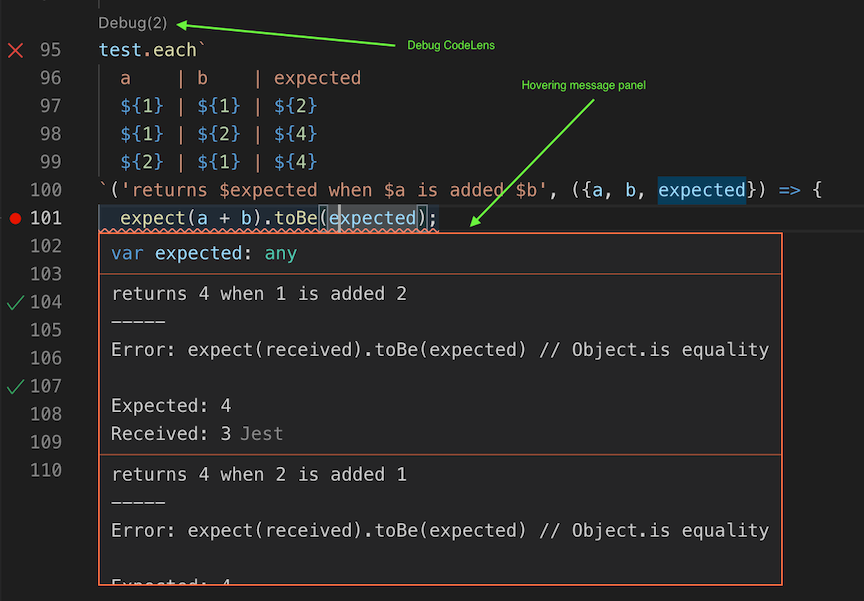 Debug(2)
Debug CodeLens
95 test.each`
96 a | b | expected
Hovering message panel
97 ${1} | ${1} | ${2}
98 ${1} | ${2} | ${4}
99 ${2} | ${1} | ${4}
100 `('returns $expected when $a is added $b', ({a, b, expected}) => {
101 expect(a + b).toBe(expected);
102
var expected: any
103
returns 4 when 1 is added 2
104
-----
105
Error: expect(received).toBe(expected) // Object.is equality
106
107
Expected: 4
108
Received: 3 Jest
109
returns 4 when 2 is added 1
110
-----
Error: expect(received).toBe(expected) // Object.is equality
Expected: 4